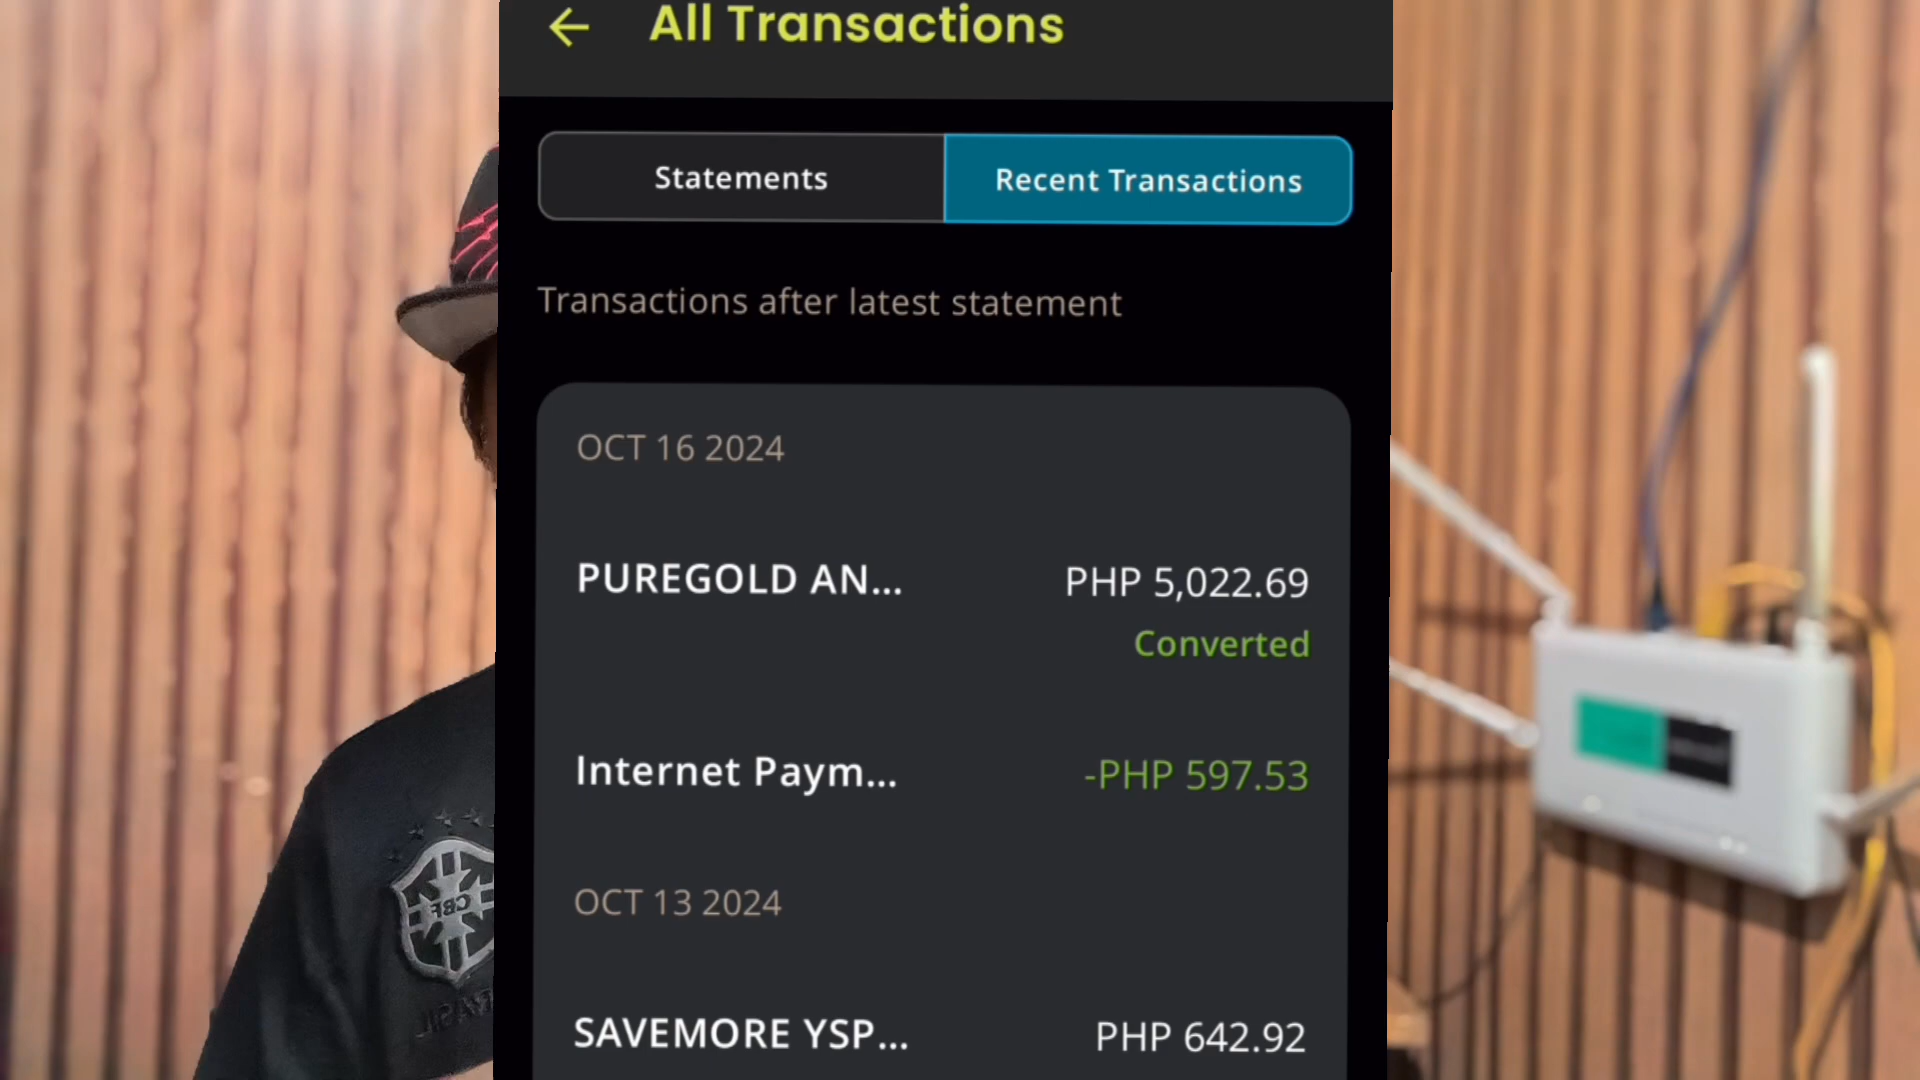 All Transactions
Statements
Recent Transactions
Transactions after latest statement
OCT 16 2024
PUREGOLD AN...
PHP 5,022.69
Converted
Internet Paym...
-PHP 597.53
OCT 13 2024
SAVEMORE YSP...
PHP 642.92
CBF